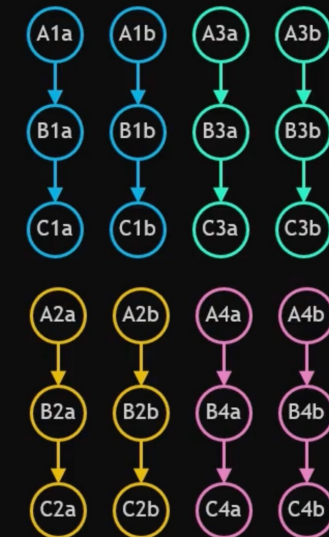 A1a A1b A3a A3b
B1a B1b B3a B3b
C1a C1b C3a C3b
A2a A2b A4a A4b
B2a B2b B4a B4b
C2a C2b C4a C4b